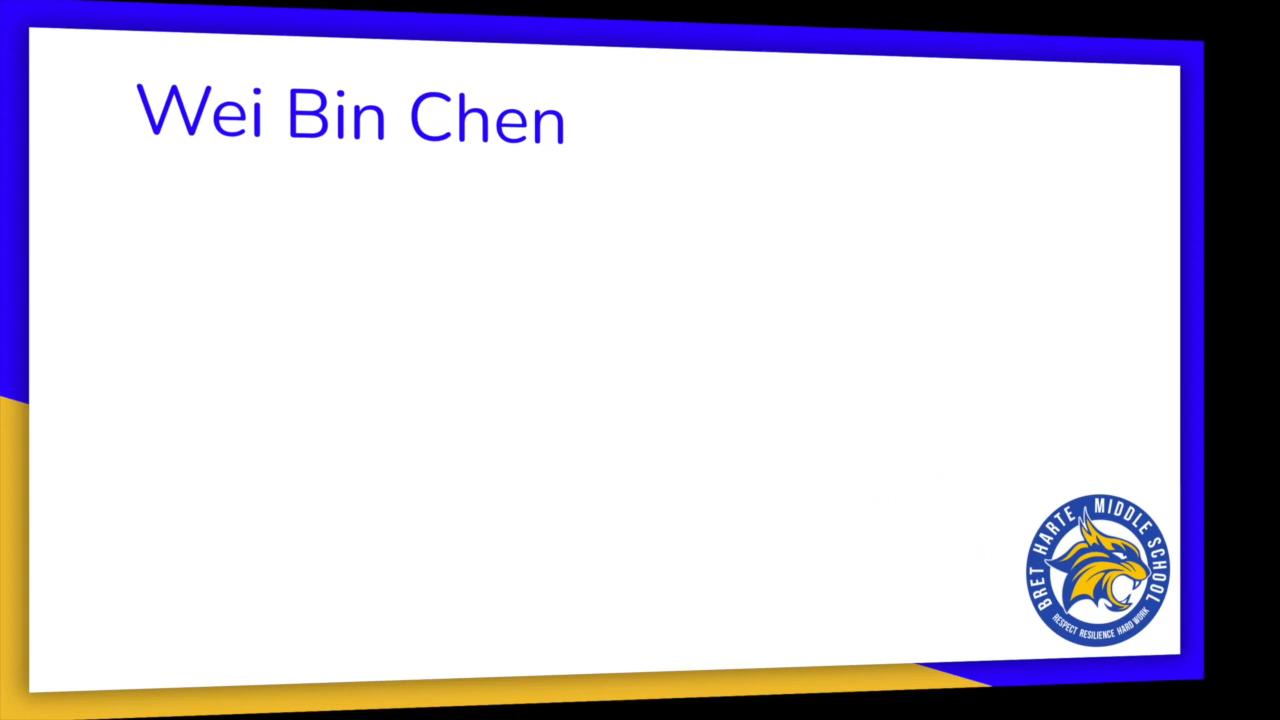 Wei Bin Chen
BRET HARTE MIDDLE SCHOOL
RESPECT RESILIENCE HARD WORK